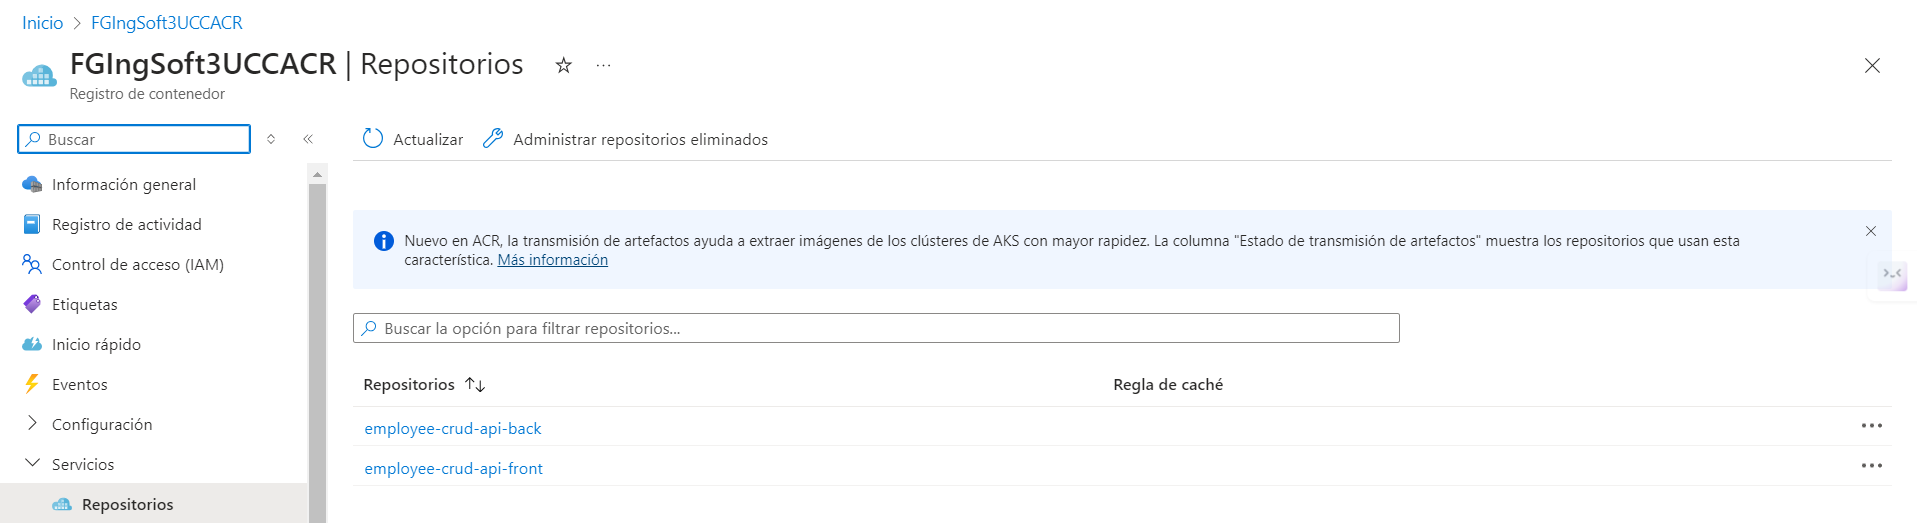 Inicio > FGIngSoft3UCCACR
FGIngSoft3UCCACR | Repositorios
Registro de contenedor
Buscar
Actualizar
Administrar repositorios eliminados
Información general
Registro de actividad
Control de acceso (IAM)
Etiquetas
Inicio rápido
Eventos
Configuración
Servicios
Repositorios
Nuevo en ACR, la transmisión de artefactos ayuda a extraer imágenes de los clústeres de AKS con mayor rapidez. La columna "Estado de transmisión de artefactos" muestra los repositorios que usan esta
característica. Más información
Buscar la opción para filtrar repositorios...
Repositorios
Regla de caché
employee-crud-api-back
employee-crud-api-front